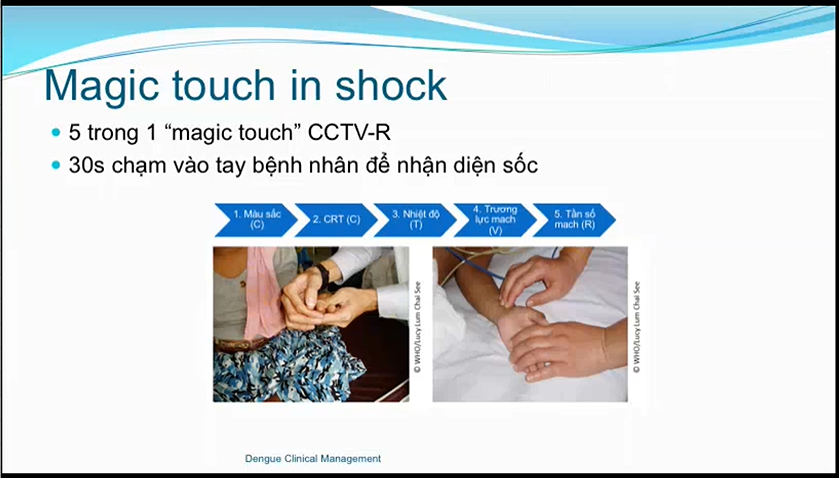 Magic touch in shock
5 trong 1 “magic touch” CCTV-R
30s chạm vào tay bệnh nhân để nhận diện sốc
1. Màu sắc
(C)
2. CRT (C)
3. Nhiệt độ
(T)
4. Trương
lực mach
(V)
5. Tần số
mach (R)
© WHO/Lucy Lum Chai See
© WHO/Lucy Lum Chai See
Dengue Clinical Management